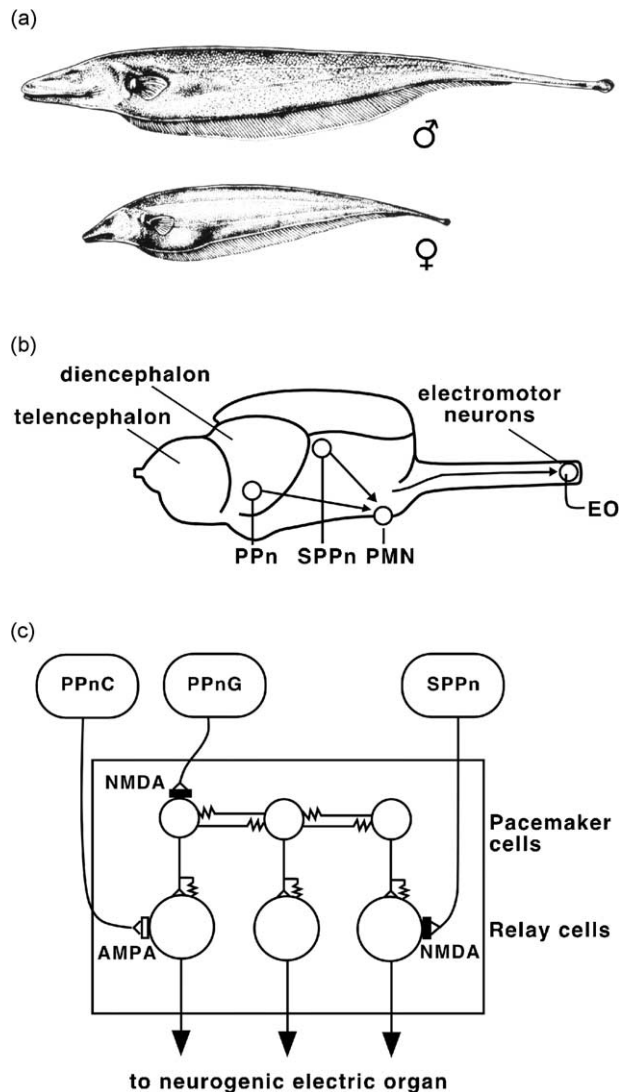 (a)
♂
♀
(b)
diencephalon
telencephalon
electromotor
neurons
EO
PPn SPPn PMN
(c)
PPnC PPnG SPPn
NMDA
Pacemaker
cells
Relay cells
AMPA NMDA
to neurogenic electric organ